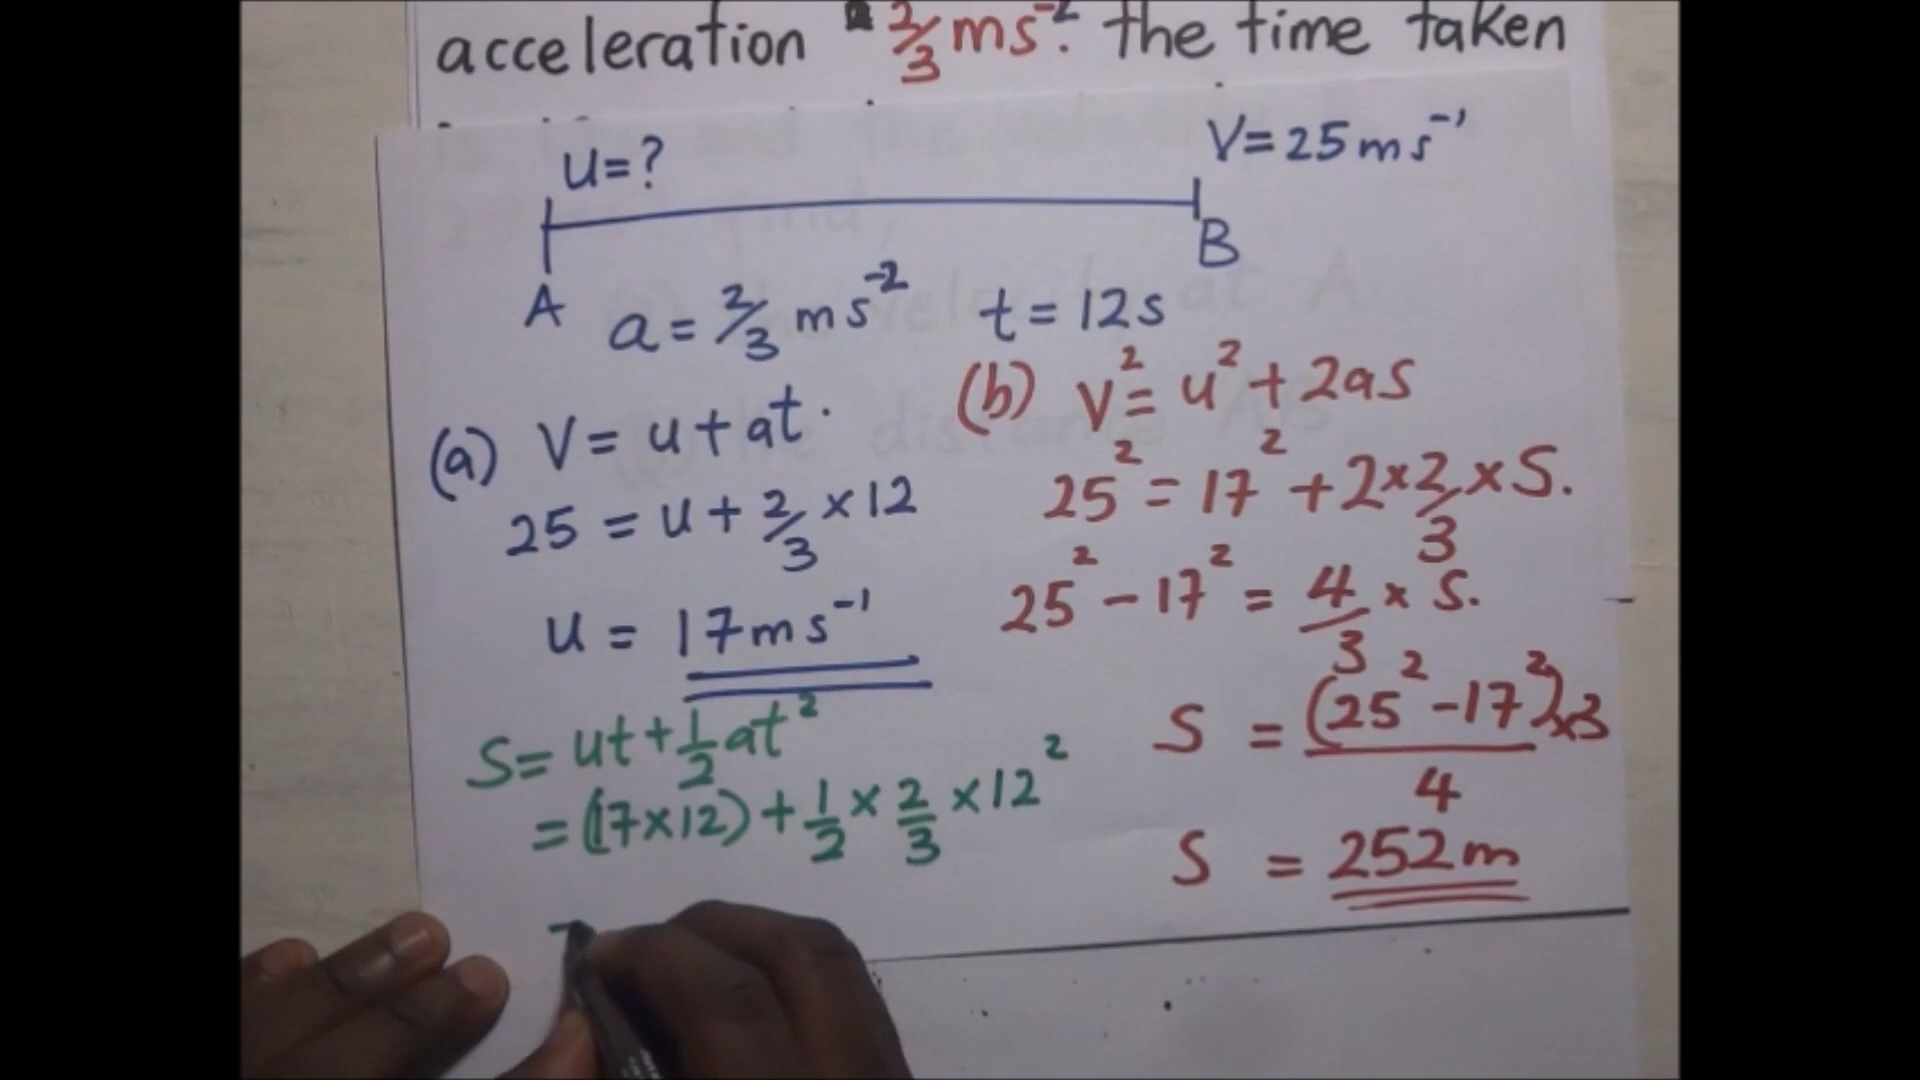 acceleration 2/3 ms⁻². the time taken
U=?
V=25ms⁻¹
A
B
a = 2/3 ms⁻² t = 12s
(a) V = u + at.
25 = u + 2/3 × 12
u = 17ms⁻¹
S = ut + 1/2 at²
= (17×12) + 1/2 × 2/3 × 12²
(b) V² = u² + 2as
25² = 17² + 2×2/3 × S.
25² - 17² = 4/3 × S.
S = (25² - 17²)×3/4
S = 252m